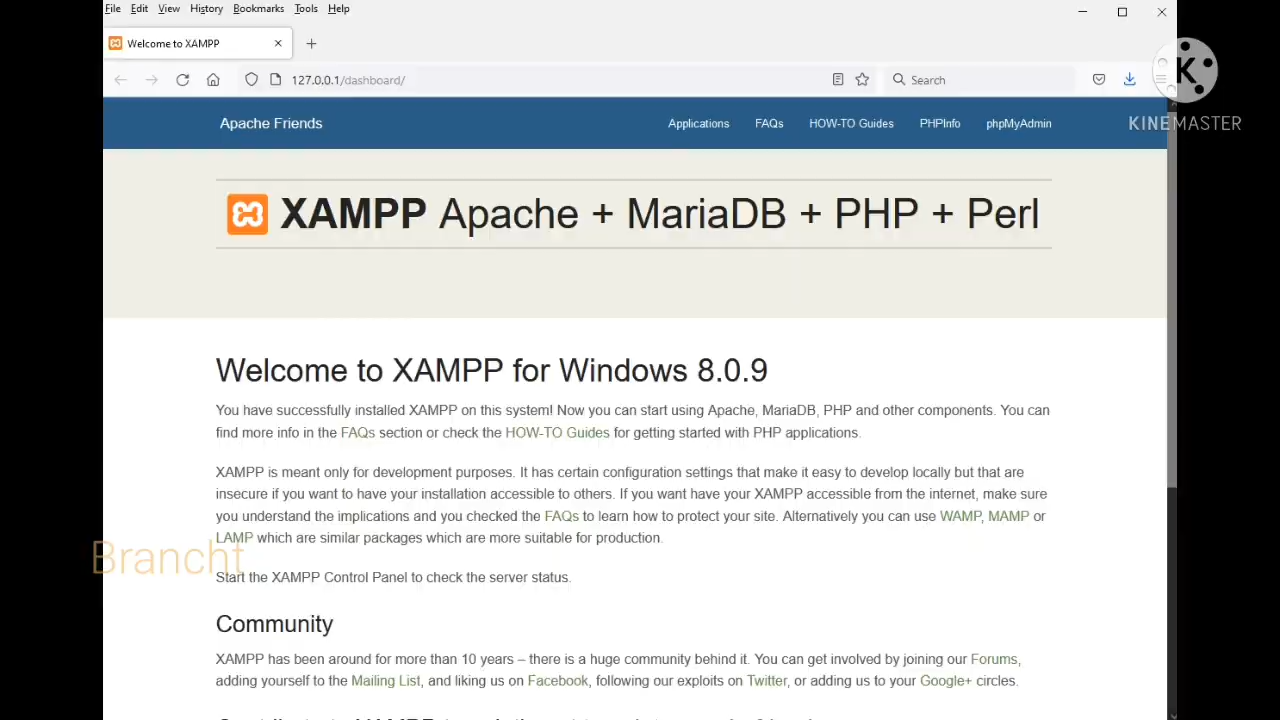 File Edit View History Bookmarks Tools Help
Welcome to XAMPP
127.0.0.1/dashboard/
Search
K
KINEMASTER
Apache Friends
Applications FAQs HOW-TO Guides PHPInfo phpMyAdmin
XAMPP Apache + MariaDB + PHP + Perl
Welcome to XAMPP for Windows 8.0.9
You have successfully installed XAMPP on this system! Now you can start using Apache, MariaDB, PHP and other components. You can
find more info in the FAQs section or check the HOW-TO Guides for getting started with PHP applications.
XAMPP is meant only for development purposes. It has certain configuration settings that make it easy to develop locally but that are
insecure if you want to have your installation accessible to others. If you want have your XAMPP accessible from the internet, make sure
you understand the implications and you checked the FAQs to learn how to protect your site. Alternatively you can use WAMP, MAMP or
LAMP which are similar packages which are more suitable for production.
Brancht
Start the XAMPP Control Panel to check the server status.
Community
XAMPP has been around for more than 10 years – there is a huge community behind it. You can get involved by joining our Forums,
adding yourself to the Mailing List, and liking us on Facebook, following our exploits on Twitter, or adding us to your Google+ circles.